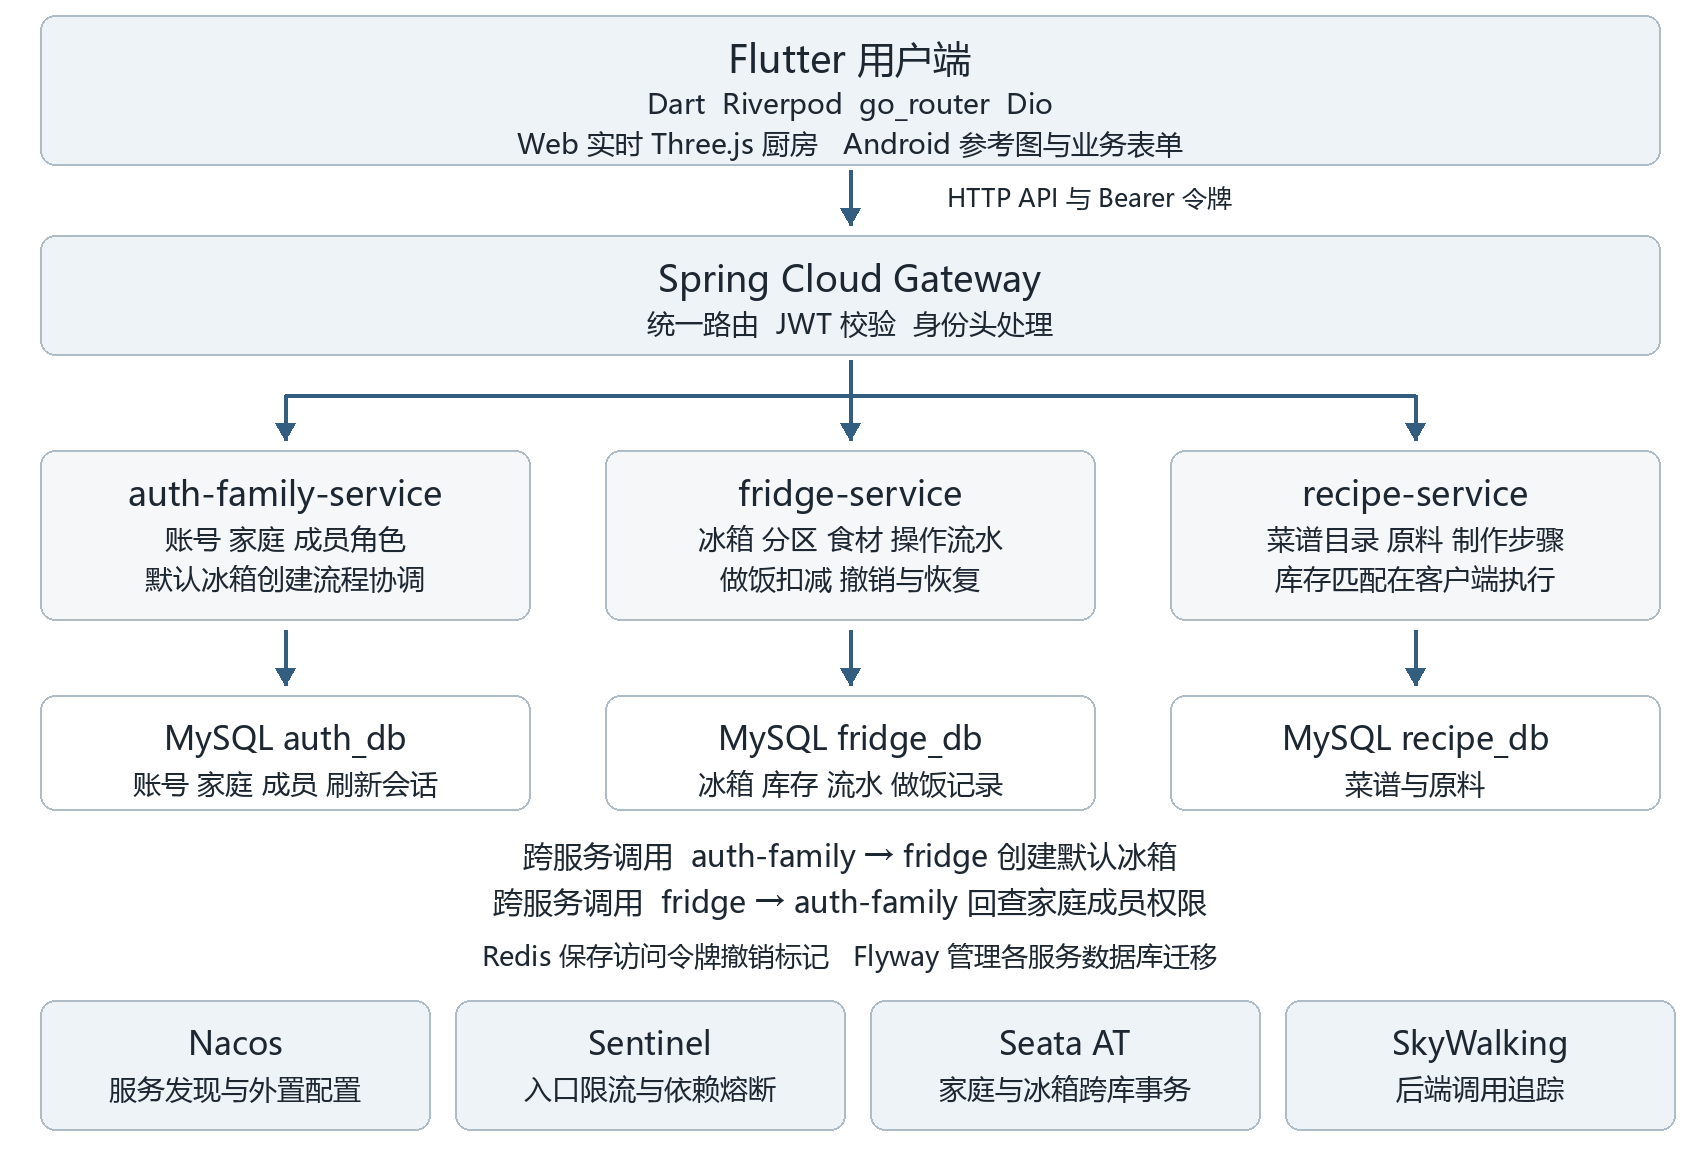 Flutter 用户端
Dart  Riverpod  go_router  Dio
Web 实时 Three.js 厨房   Android 参考图与业务表单
HTTP API 与 Bearer 令牌
Spring Cloud Gateway
统一路由  JWT 校验  身份头处理
auth-family-service
账号 家庭 成员角色
默认冰箱创建流程协调
fridge-service
冰箱 分区 食材 操作流水
做饭扣减 撤销与恢复
recipe-service
菜谱目录 原料 制作步骤
库存匹配在客户端执行
MySQL auth_db
账号 家庭 成员 刷新会话
MySQL fridge_db
冰箱 库存 流水 做饭记录
MySQL recipe_db
菜谱与原料
跨服务调用  auth-family → fridge 创建默认冰箱
跨服务调用  fridge → auth-family 回查家庭成员权限
Redis 保存访问令牌撤销标记   Flyway 管理各服务数据库迁移
Nacos
服务发现与外置配置
Sentinel
入口限流与依赖熔断
Seata AT
家庭与冰箱跨库事务
SkyWalking
后端调用追踪